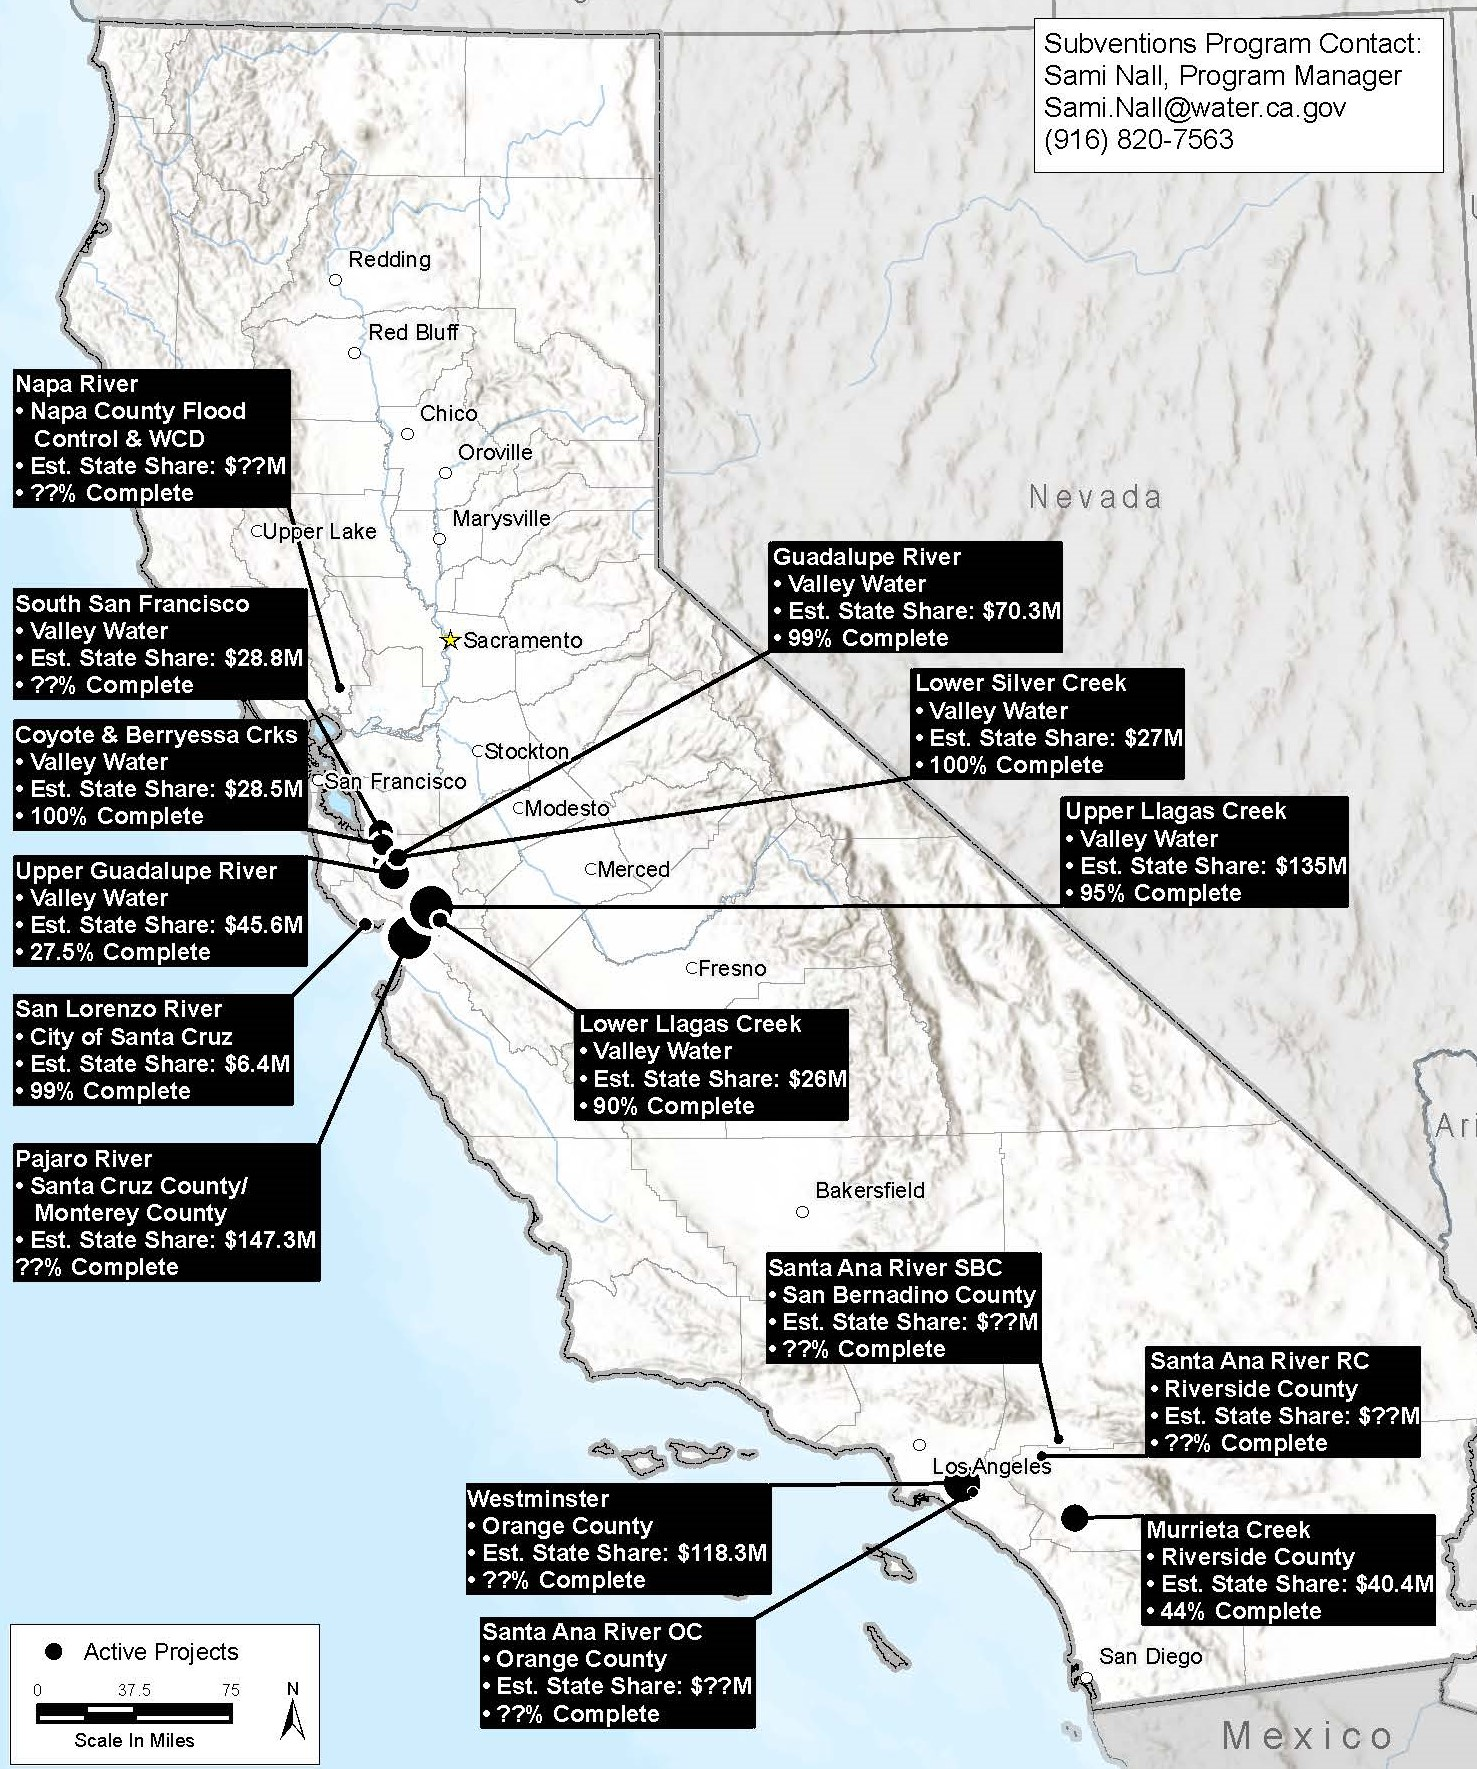 Subventions Program Contact:
Sami Nall, Program Manager
Sami.Nall@water.ca.gov
(916) 820-7563
Redding
Red Bluff
Napa River
• Napa County Flood
Control & WCD
• Est. State Share: $??M
• ??% Complete
Chico
Oroville
Marysville
Upper Lake
Nevada
Guadalupe River
• Valley Water
• Est. State Share: $70.3M
• 99% Complete
South San Francisco
• Valley Water
• Est. State Share: $28.8M
• ??% Complete
Sacramento
Lower Silver Creek
• Valley Water
• Est. State Share: $27M
• 100% Complete
Coyote & Berryessa Crks
• Valley Water
• Est. State Share: $28.5M
• 100% Complete
Stockton
San Francisco
Modesto
Upper Llagas Creek
• Valley Water
• Est. State Share: $135M
• 95% Complete
Upper Guadalupe River
• Valley Water
• Est. State Share: $45.6M
• 27.5% Complete
Merced
Fresno
San Lorenzo River
• City of Santa Cruz
• Est. State Share: $6.4M
• 99% Complete
Lower Llagas Creek
• Valley Water
• Est. State Share: $26M
• 90% Complete
Ari
Pajaro River
• Santa Cruz County/
Monterey County
• Est. State Share: $147.3M
??% Complete
Bakersfield
Santa Ana River SBC
• San Bernadino County
• Est. State Share: $??M
• ??% Complete
Santa Ana River RC
• Riverside County
• Est. State Share: $??M
• ??% Complete
Los Angeles
Westminster
• Orange County
• Est. State Share: $118.3M
• ??% Complete
Murrieta Creek
• Riverside County
• Est. State Share: $40.4M
• 44% Complete
Santa Ana River OC
• Orange County
• Est. State Share: $??M
• ??% Complete
San Diego
Mexico
Active Projects
0 37.5 75
N
Scale In Miles